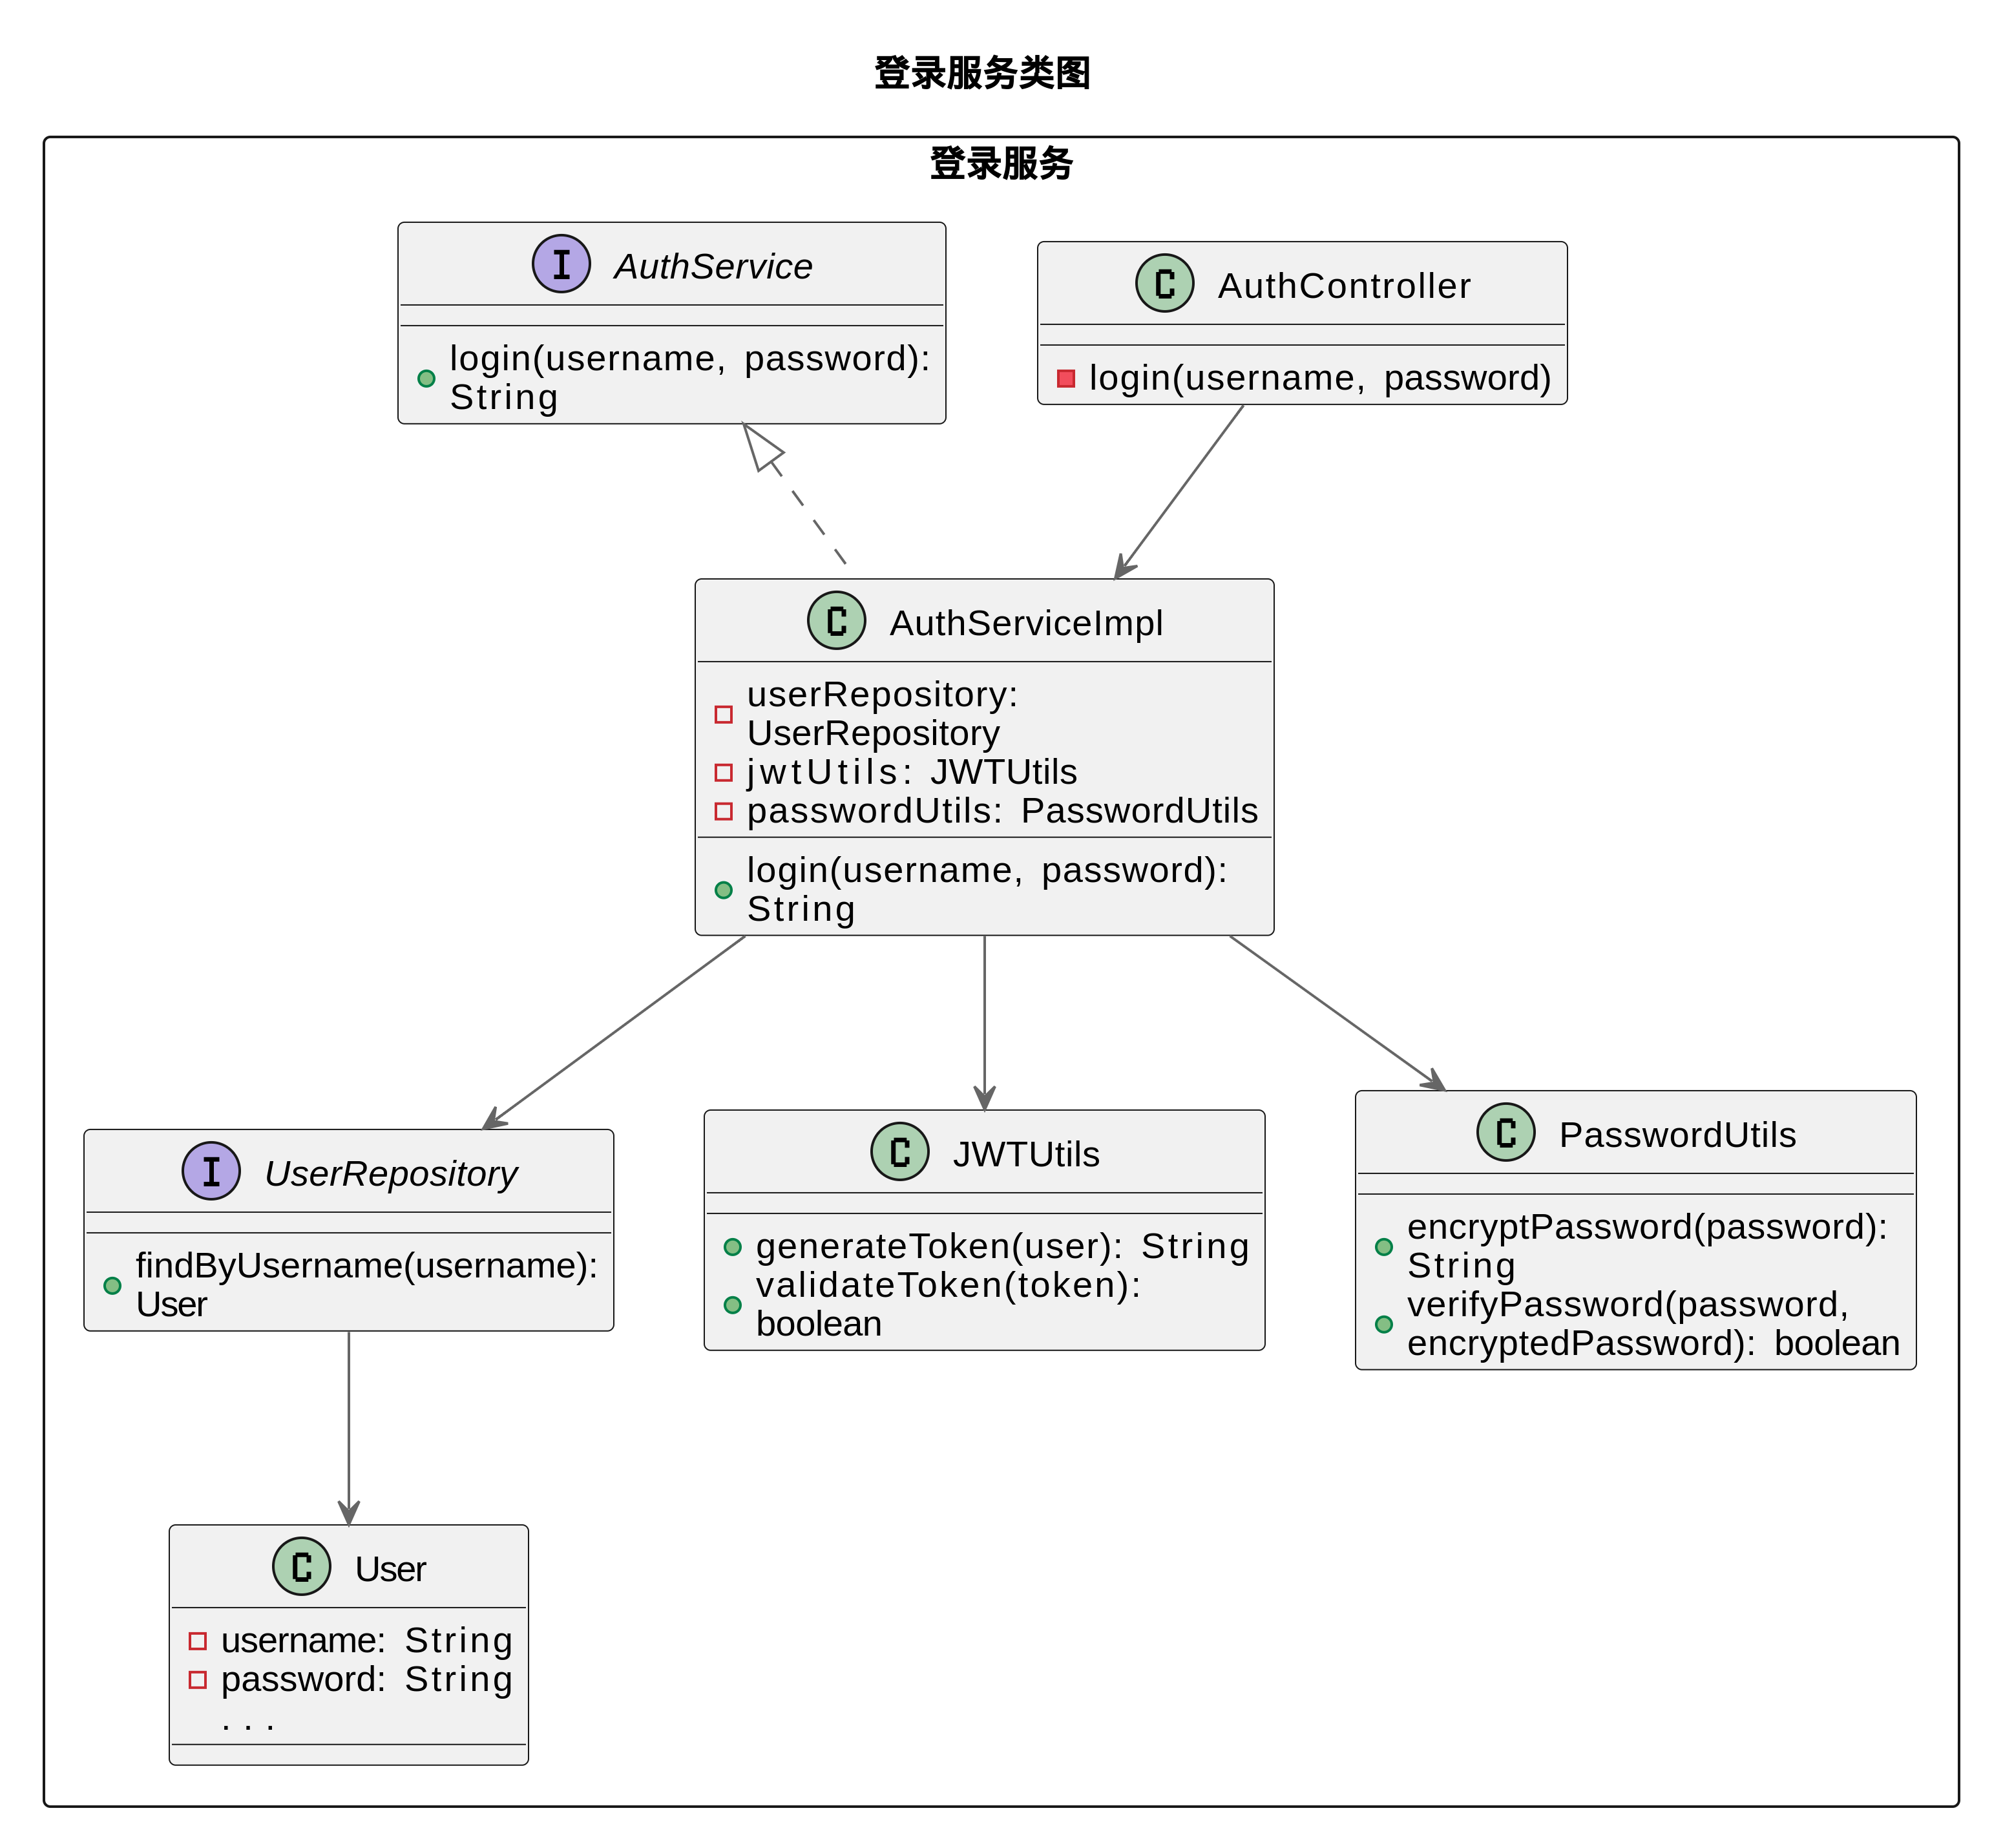 登录服务类图
登录服务
I AuthService
login(username, password):
String
C AuthController
login(username, password)
C AuthServiceImpl
userRepository:
UserRepository
jwtUtils: JWTUtils
passwordUtils: PasswordUtils
login(username, password):
String
I UserRepository
findByUsername(username):
User
C JWTUtils
generateToken(user): String
validateToken(token):
boolean
C PasswordUtils
encryptPassword(password):
String
verifyPassword(password,
encryptedPassword): boolean
C User
username: String
password: String
...